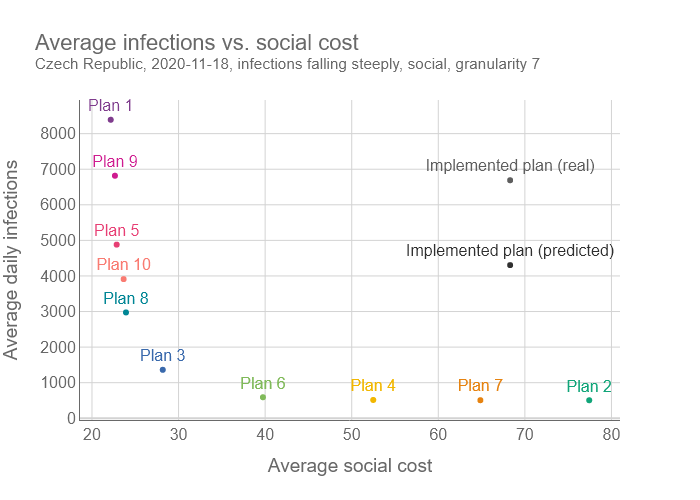 Average infections vs. social cost
Czech Republic, 2020-11-18, infections falling steeply, social, granularity 7
Plan 1
8000
Plan 9
7000
Implemented plan (real)
6000
Plan 5
5000
Implemented plan (predicted)
Plan 10
4000
Plan 8
3000
2000
Plan 3
1000
Plan 6
Plan 4
Plan 7
Plan 2
0
20
30
40
50
60
70
80
Average daily infections
Average social cost